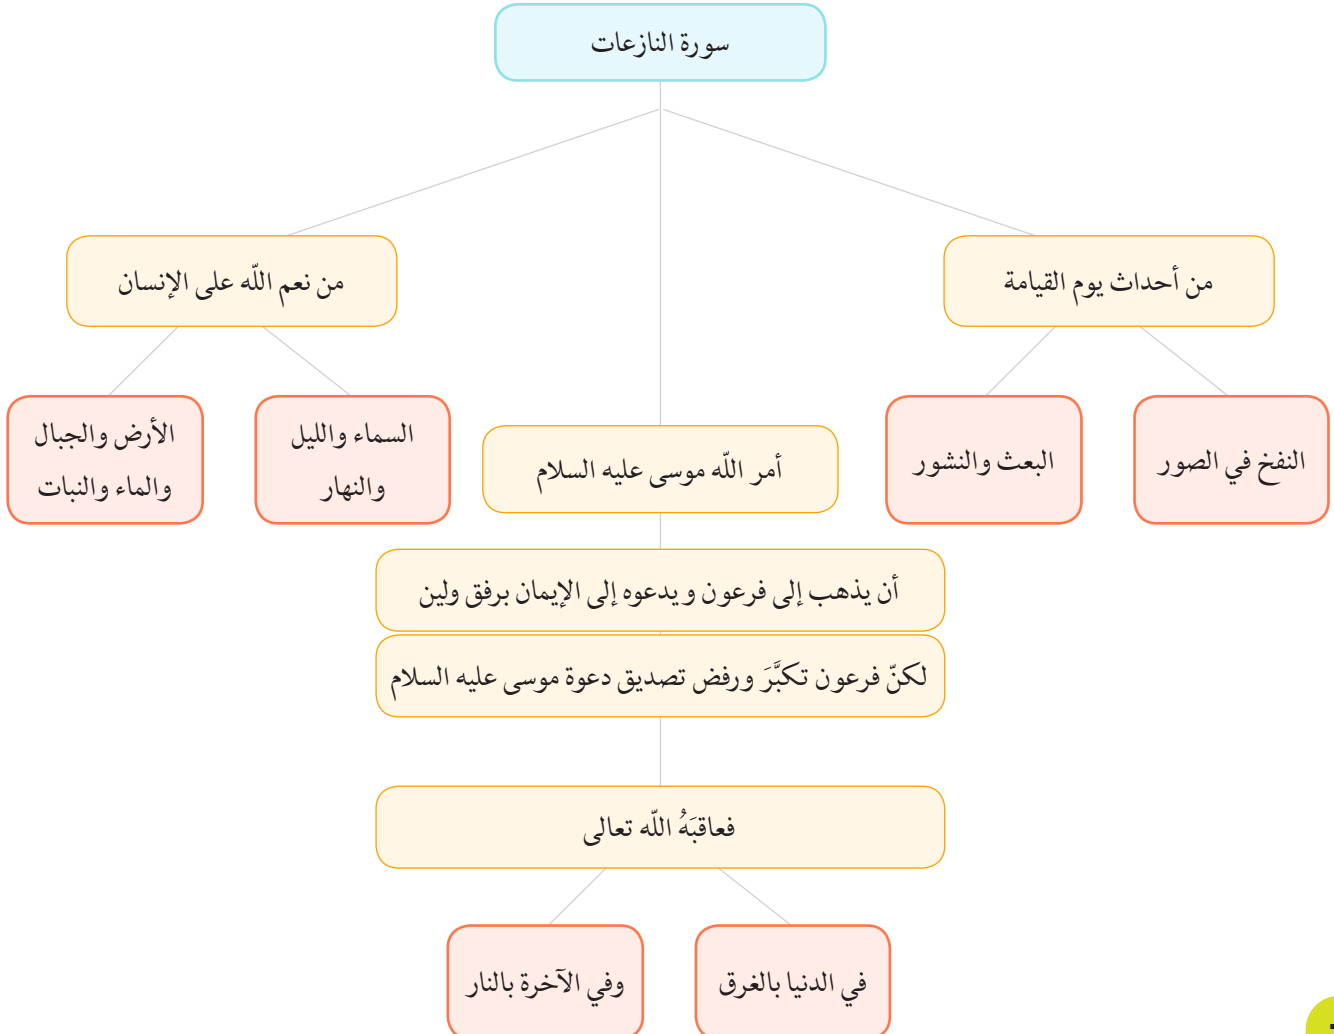 سورة النازعات
من أحداث يوم القيامة
النفخ في الصور
البعث والنشور
أمر اللّه موسى عليه السلام
أن يذهب إلى فرعون ويدعوه إلى الإيمان برفق ولين
لكنّ فرعون تكبَّرَ ورفض تصديق دعوة موسى عليه السلام
فعاقبَهُ اللّه تعالى
في الدنيا بالغرق
وفي الآخرة بالنار
من نعم اللّه على الإنسان
السماء والليل
والنهار
الأرض والجبال
والماء والنبات